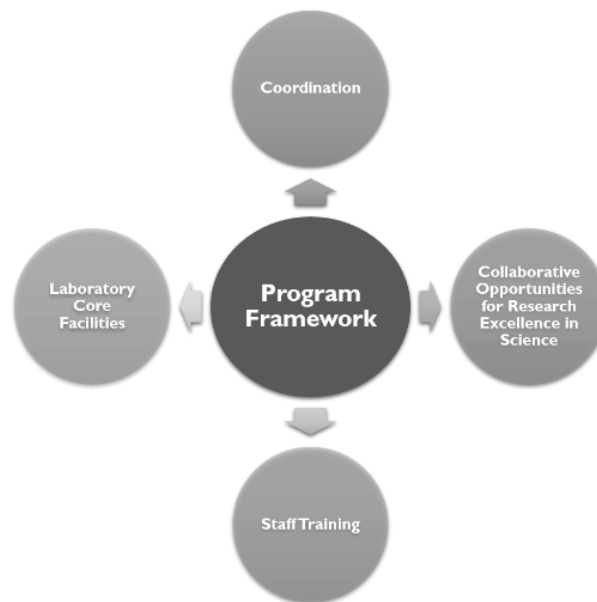 Coordination
Laboratory
Core
Facilities
Program
Framework
Collaborative
Opportunities
for Research
Excellence in
Science
Staff Training